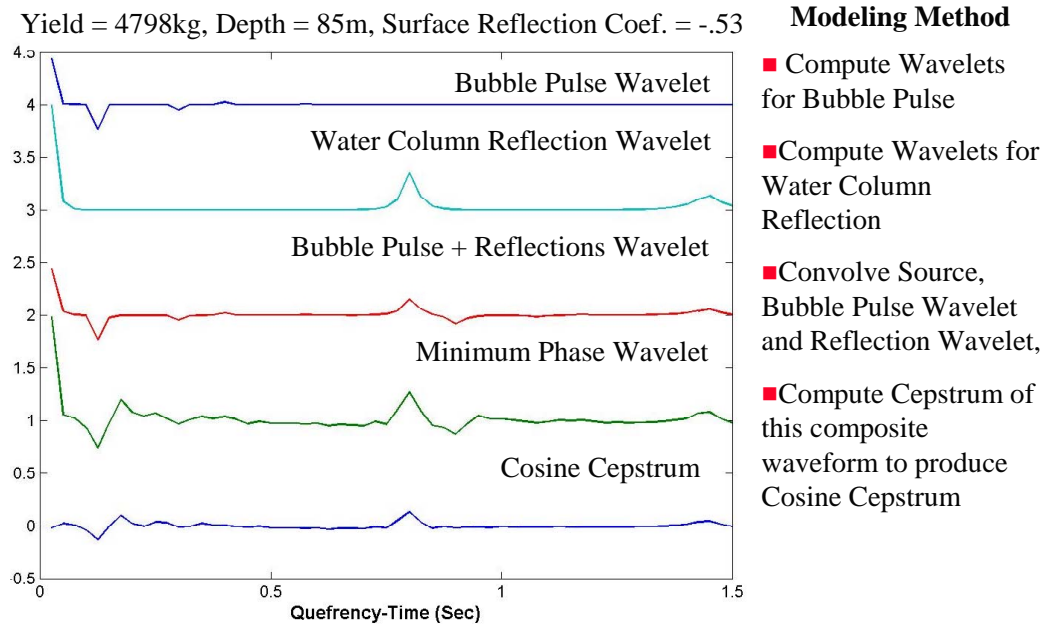 Yield = 4798kg, Depth = 85m, Surface Reflection Coef. = -.53
4.5
4
3.5
3
2.5
2
1.5
1
0.5
0
-0.5
Bubble Pulse Wavelet
Water Column Reflection Wavelet
Bubble Pulse + Reflections Wavelet
Minimum Phase Wavelet
Cosine Cepstrum
0
0.5
1
1.5
Quefrency-Time (Sec)
Modeling Method
■ Compute Wavelets
for Bubble Pulse
■Compute Wavelets for
Water Column
Reflection
■Convolve Source,
Bubble Pulse Wavelet
and Reflection Wavelet,
■Compute Cepstrum of
this composite
waveform to produce
Cosine Cepstrum